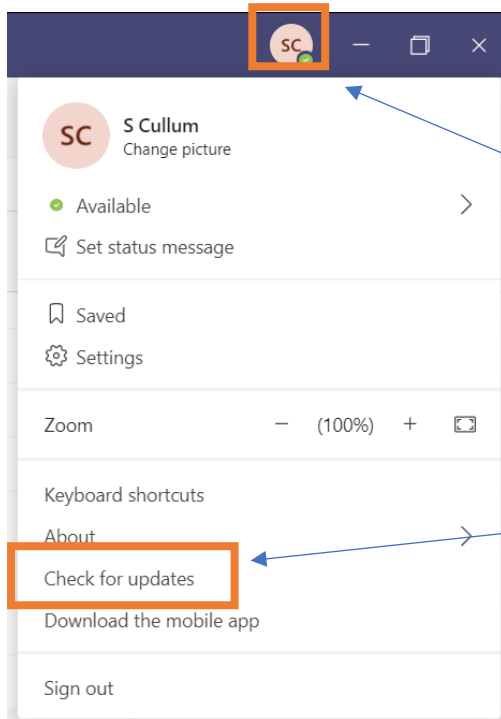 SC
SC
S Cullum
Change picture
Available
Set status message
Saved
Settings
Zoom
(100%)
Keyboard shortcuts
About
Check for updates
Download the mobile app
Sign out